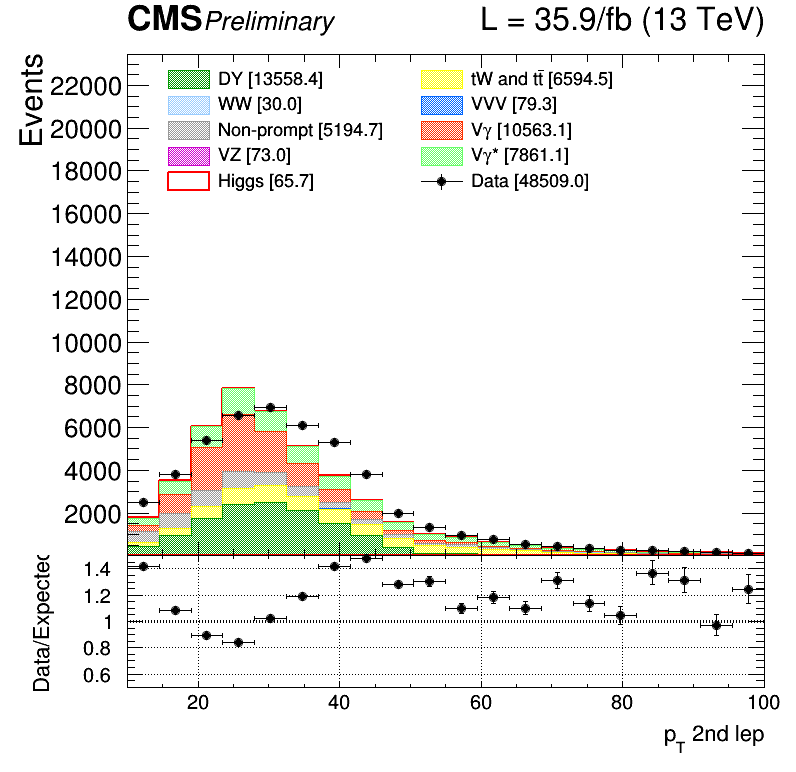 CMS Preliminary L = 35.9/fb (13 TeV)
Events
22000
20000
18000
16000
14000
12000
10000
8000
6000
4000
2000
DY [13558.4]
WW [30.0]
Non-prompt [5194.7]
VZ [73.0]
Higgs [65.7]
tW and tt̄ [6594.5]
VVV [79.3]
Vγ [10563.1]
Vγ* [7861.1]
Data [48509.0]
Data/Expected
1.4
1.2
1
0.8
0.6
20 40 60 80 100
p_T 2nd lep